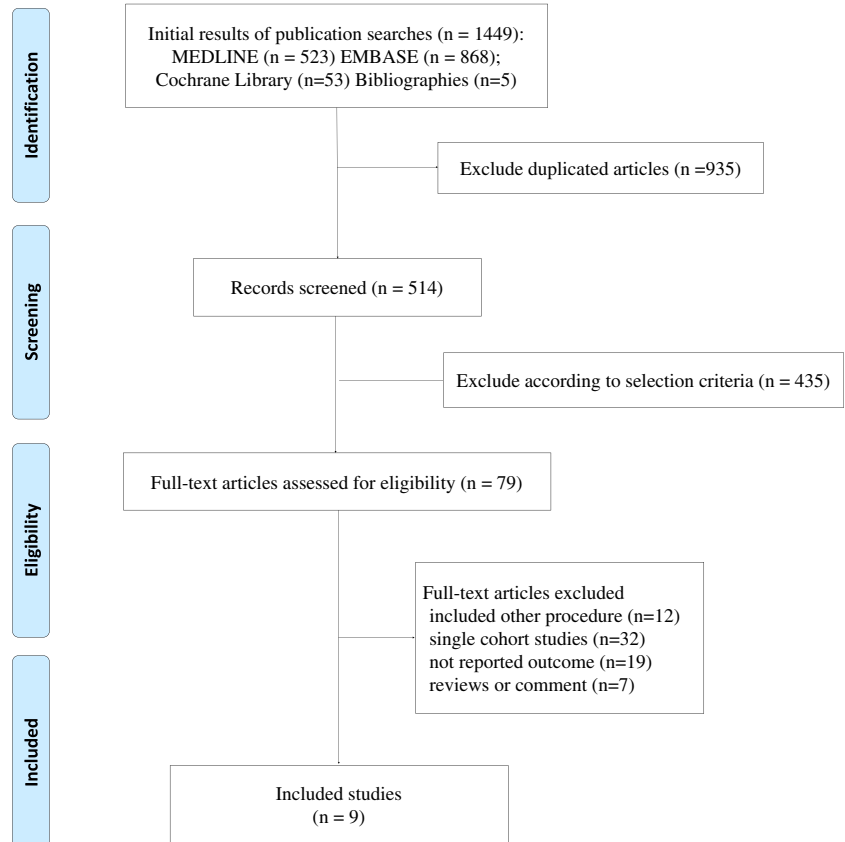 Identification
Initial results of publication searches (n = 1449):
MEDLINE (n = 523) EMBASE (n = 868);
Cochrane Library (n=53) Bibliographies (n=5)
Exclude duplicated articles (n =935)
Screening
Records screened (n = 514)
Exclude according to selection criteria (n = 435)
Eligibility
Full-text articles assessed for eligibility (n = 79)
Full-text articles excluded
included other procedure (n=12)
single cohort studies (n=32)
not reported outcome (n=19)
reviews or comment (n=7)
Included
Included studies
(n = 9)